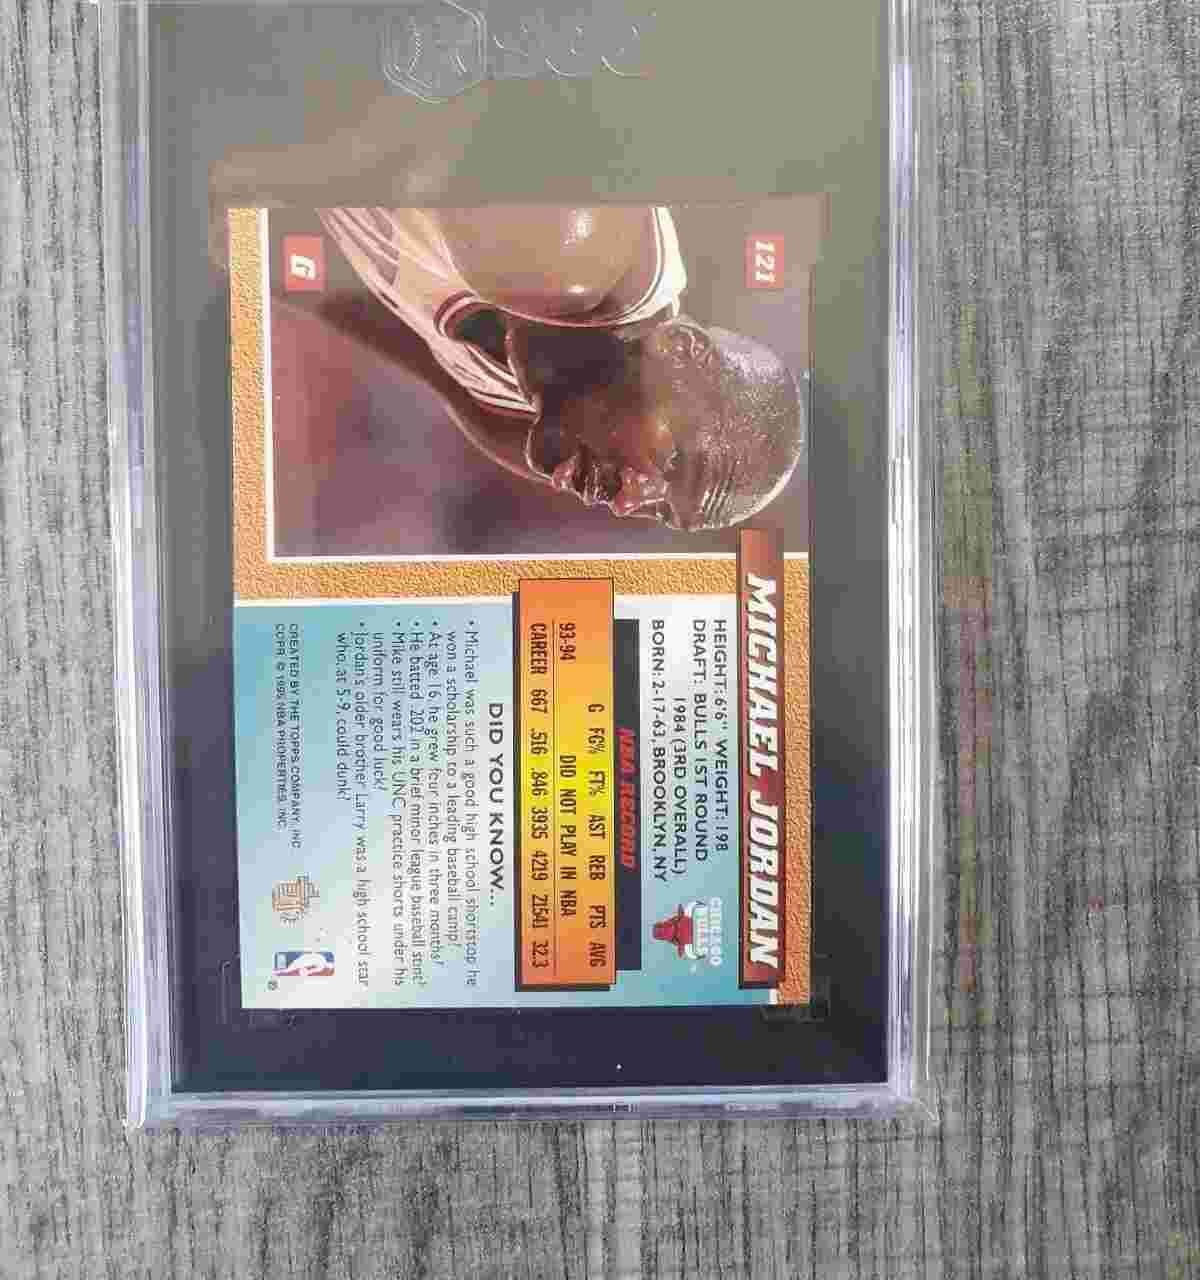 121
G
MICHAEL JORDAN
HEIGHT: 6'6" WEIGHT: 198
DRAFT: BULLS 1ST ROUND
1984 (3RD OVERALL)
BORN: 2-17-63, BROOKLYN, NY
CHICAGO
BULLS
NBA RECORD
G FG% FT% AST REB PTS AVG
93-94 DID NOT PLAY IN NBA
CAREER 667 .516 .846 3935 4219 21541 32.3
DID YOU KNOW...
• Michael was such a good high school shortstop he
won a scholarship to a leading baseball camp?
• At age 16, he grew four inches in three months?
• He batted .202 in a brief minor league baseball stint?
• Mike still wears his UNC practice shorts under his
uniform for good luck?
• Jordan's older brother Larry was a high school star
who, at 5-9, could dunk?
CREATED BY THE TOPPS COMPANY, INC
COPR. © 1995 NBA PROPERTIES, INC.